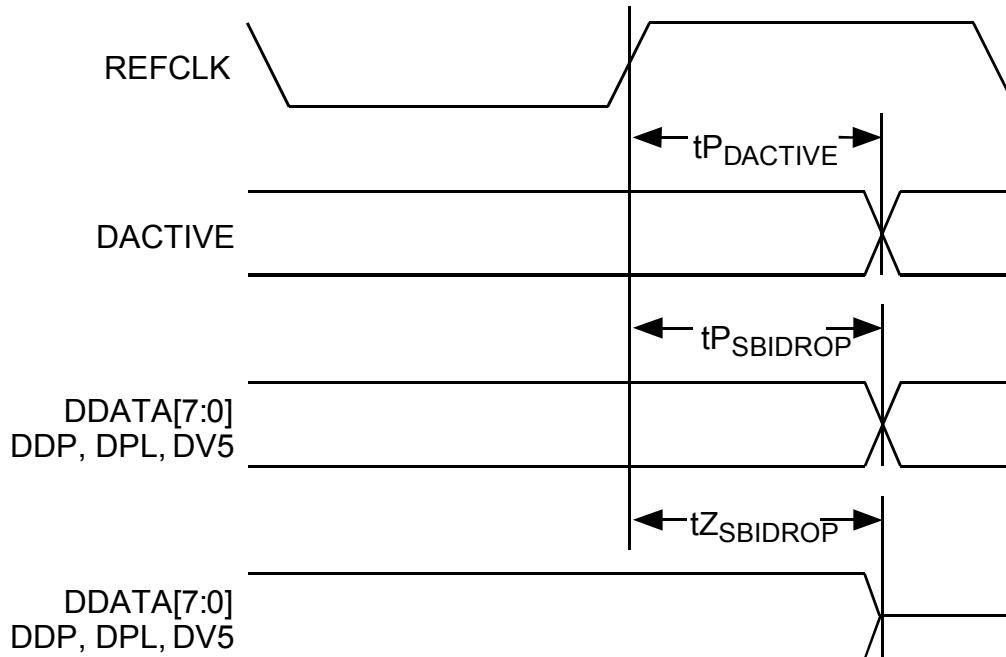 REFCLK
tPDACTIVE
DACTIVE
tPSBIDROP
DDATA[7:0]
DDP, DPL, DV5
tZSBIDROP
DDATA[7:0]
DDP, DPL, DV5